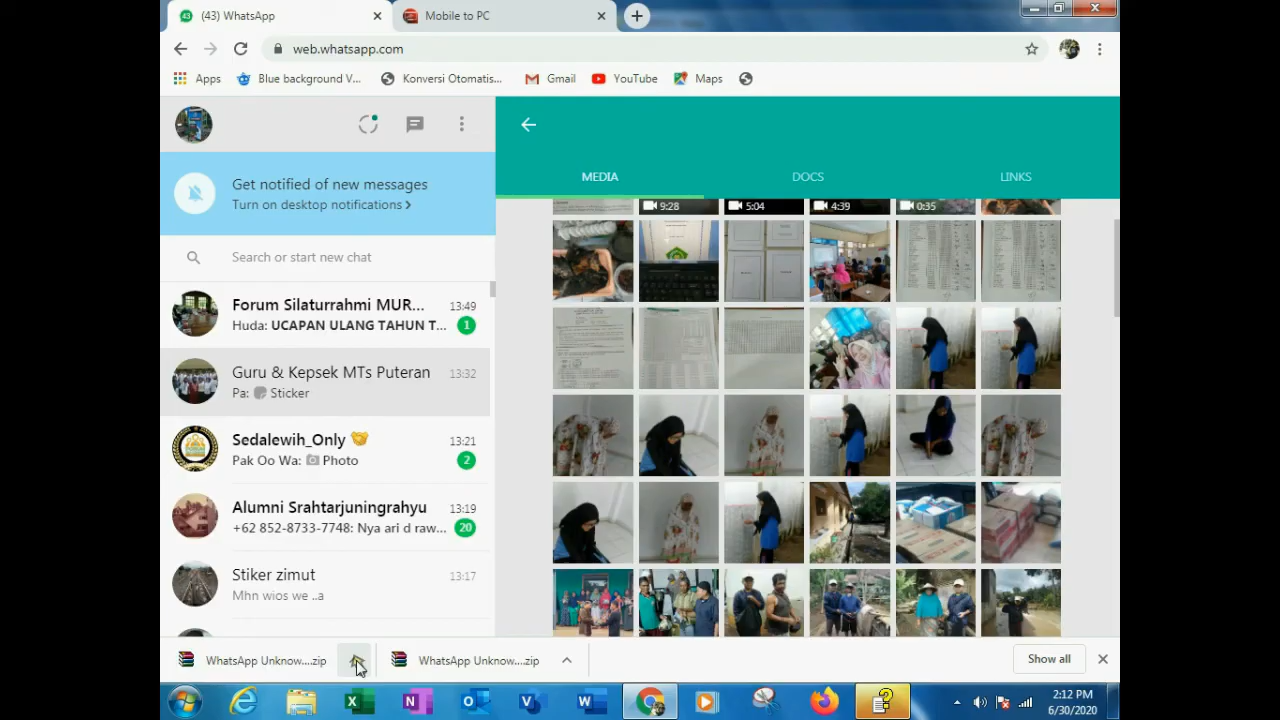 43
(43) WhatsApp
Mobile to PC
web.whatsapp.com
Apps
Blue background V...
Konversi Otomatis...
Gmail
YouTube
Maps
Get notified of new messages
Turn on desktop notifications >
Search or start new chat
Forum Silaturrahmi MUR... 13:49
Huda: UCAPAN ULANG TAHUN T... 1
Guru & Kepsek MTs Puteran 13:32
Pa: Sticker
Sedalewih_Only 13:21
Pak Oo Wa: Photo 2
Alumni Srahtarjuningrahyu 13:19
+62 852-8733-7748: Nya ari d raw... 20
Stiker zimut 13:17
Mhn wios we ..a
MEDIA
DOCS
LINKS
9:28
5:04
4:39
0:35
WhatsApp Unknow....zip
WhatsApp Unknow....zip
Show all
2:12 PM
6/30/2020